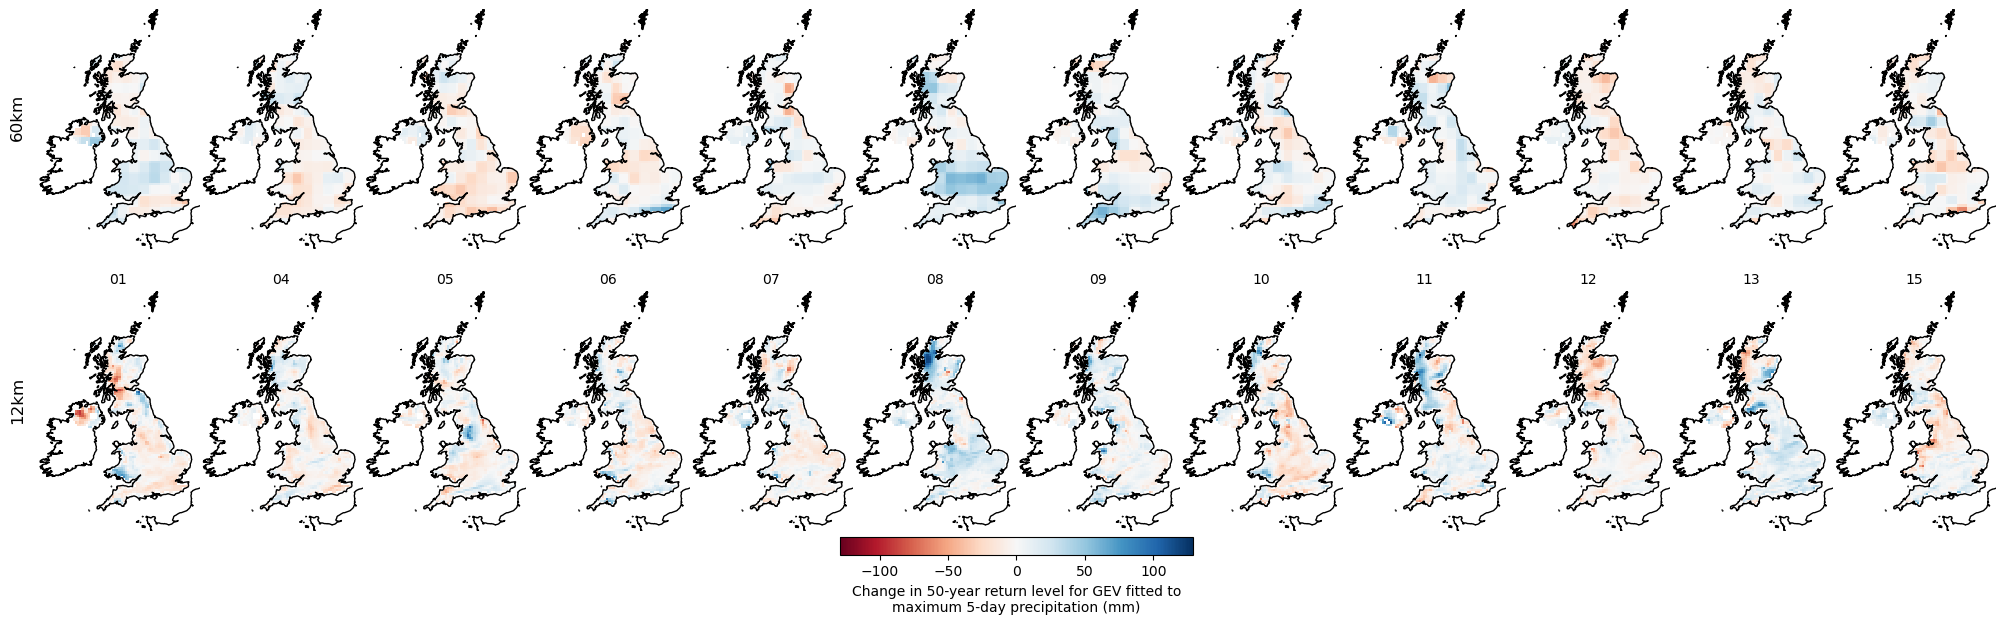 60km
01 04 05 06 07 08 09 10 11 12 13 15
12km
−100 −50 0 50 100
Change in 50-year return level for GEV fitted to
maximum 5-day precipitation (mm)